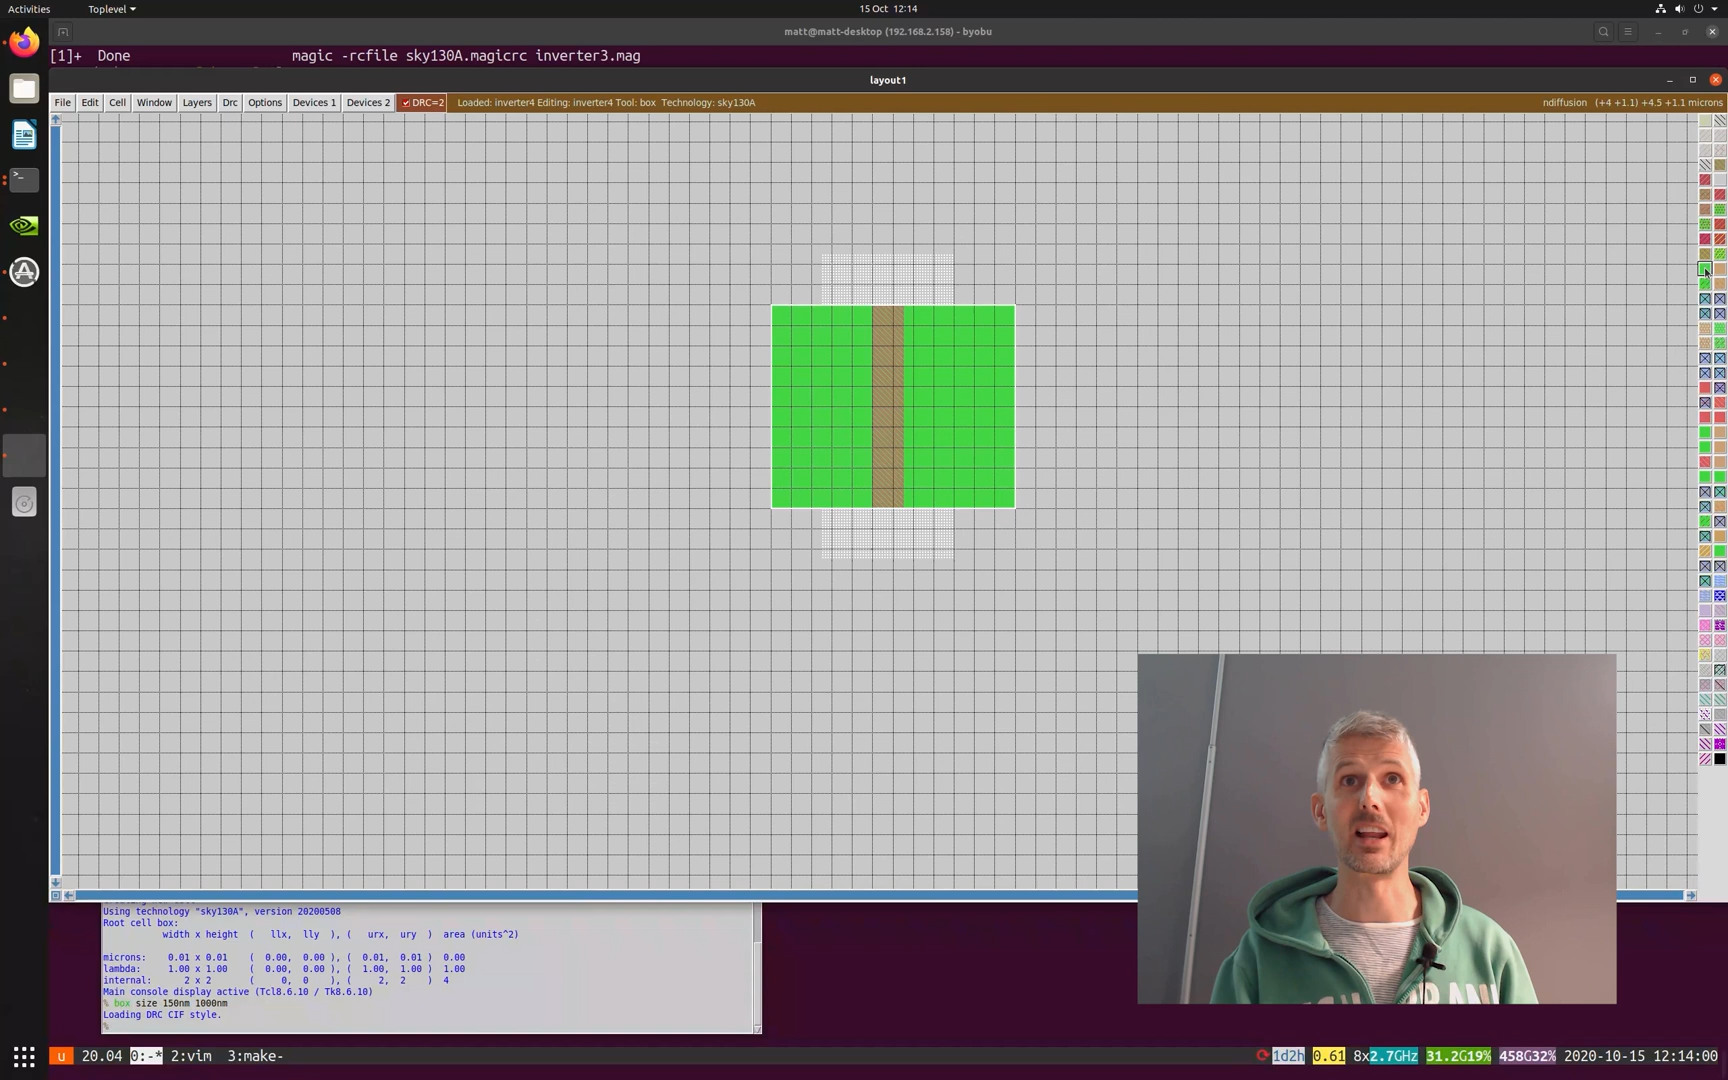 Activities
Toplevel
15 Oct 12:14
matt@matt-desktop (192.168.2.158) - byobu
[1]+ Done magic -rcfile sky130A.magicrc inverter3.mag
layout1
File Edit Cell Window Layers Drc Options Devices 1 Devices 2 DRC=2 Loaded: inverter4 Editing: inverter4 Tool: box Technology: sky130A ndiffusion (+4 +1.1) +4.5 +1.1 microns
Using technology "sky130A", version 20200508
Root cell box:
width x height ( llx, lly ), ( urx, ury ) area (units^2)
microns: 0.01 x 0.01 ( 0.00, 0.00 ), ( 0.01, 0.01 ) 0.00
lambda: 1.00 x 1.00 ( 0.00, 0.00 ), ( 1.00, 1.00 ) 1.00
internal: 2 x 2 ( 0, 0 ), ( 2, 2 ) 4
Main console display active (Tcl8.6.10 / Tk8.6.10)
% box size 150nm 1000nm
Loading DRC CIF style.
%
u 20.04 0:-* 2:vim 3:make- 1d2h 0.61 8x2.7GHz 31.2G19% 458G32% 2020-10-15 12:14:00